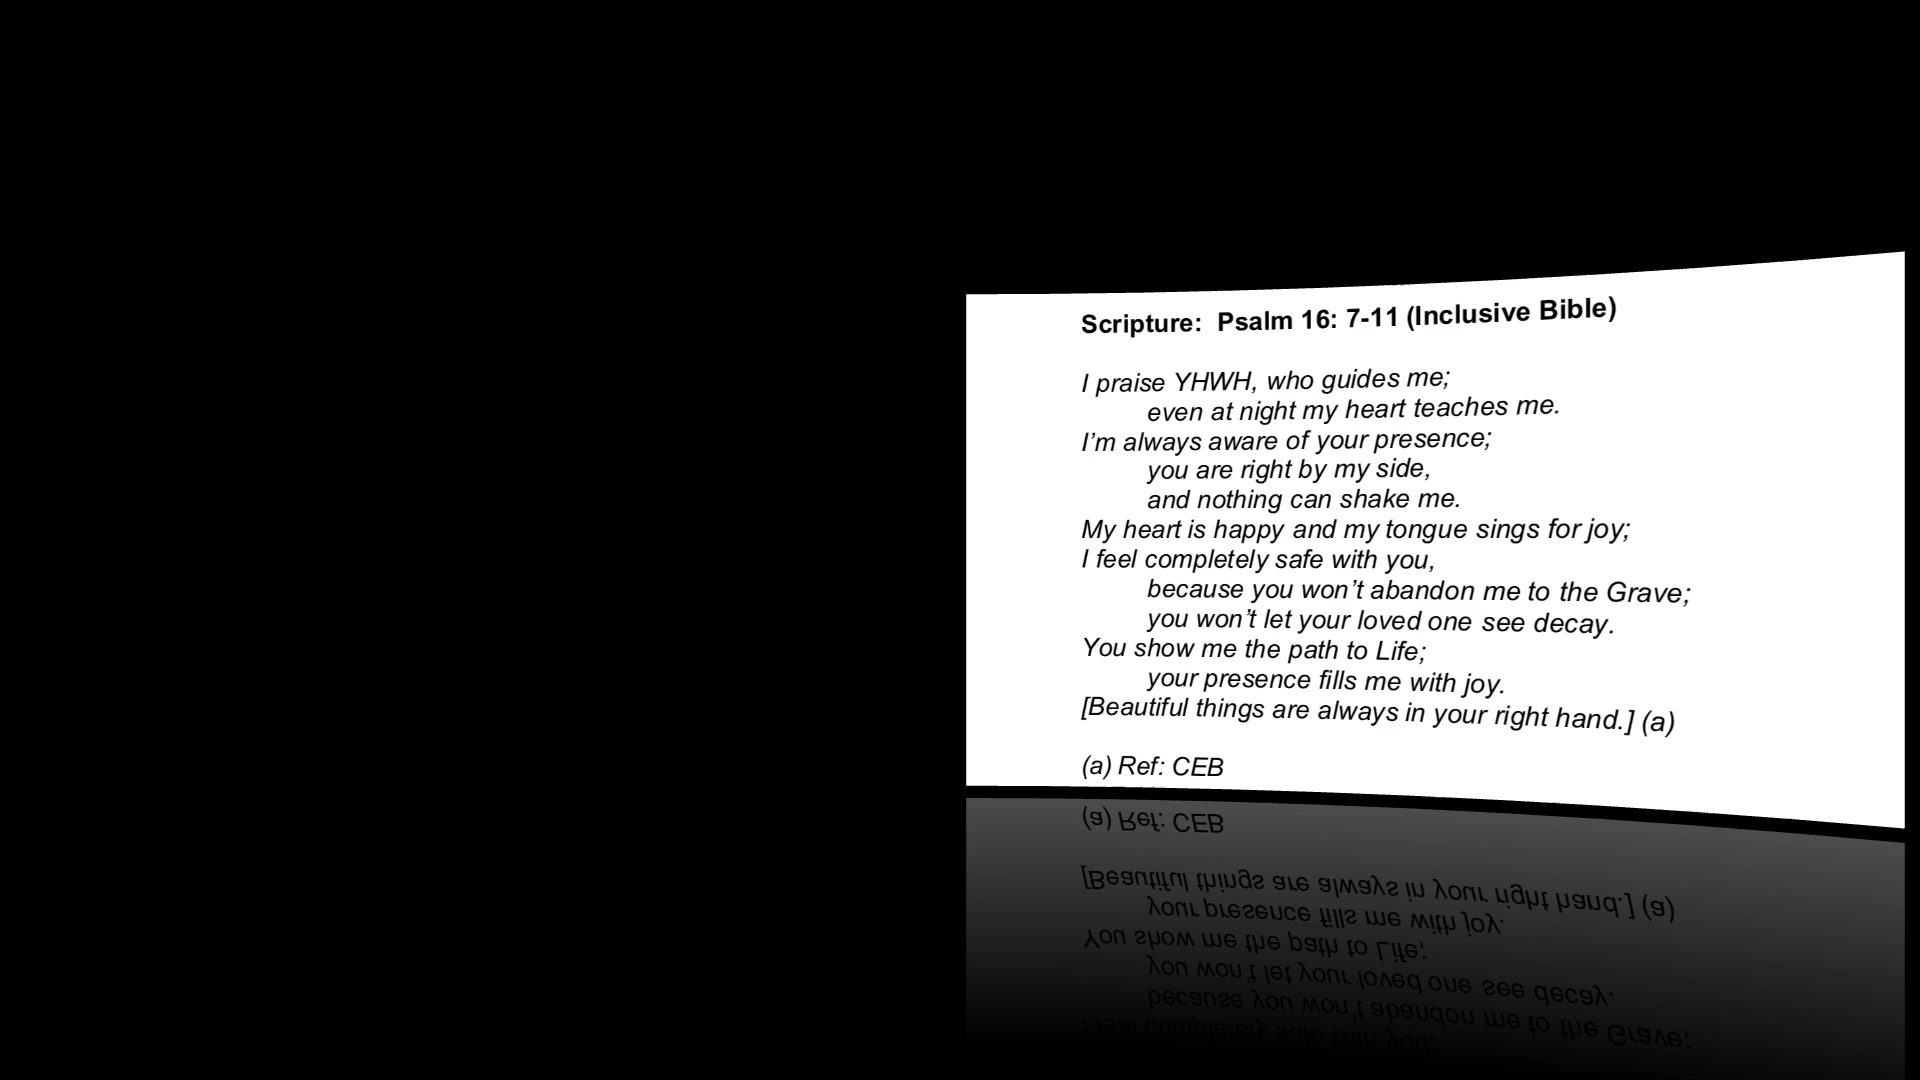 Scripture:  Psalm 16: 7-11 (Inclusive Bible)
I praise YHWH, who guides me;
even at night my heart teaches me.
I’m always aware of your presence;
you are right by my side,
and nothing can shake me.
My heart is happy and my tongue sings for joy;
I feel completely safe with you,
because you won’t abandon me to the Grave;
you won’t let your loved one see decay.
You show me the path to Life;
your presence fills me with joy.
[Beautiful things are always in your right hand.] (a)
(a) Ref: CEB